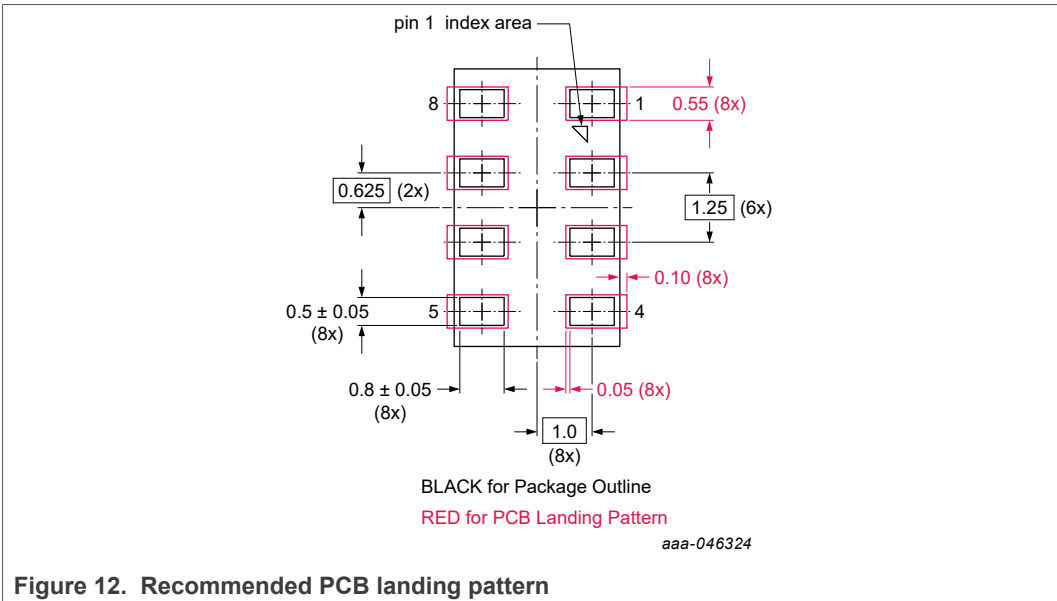 pin 1 index area
8
1
0.55 (8x)
0.625 (2x)
1.25 (6x)
0.10 (8x)
0.5 ± 0.05
(8x)
5
4
0.8 ± 0.05
(8x)
0.05 (8x)
1.0
(8x)
BLACK for Package Outline
RED for PCB Landing Pattern
aaa-046324
Figure 12. Recommended PCB landing pattern